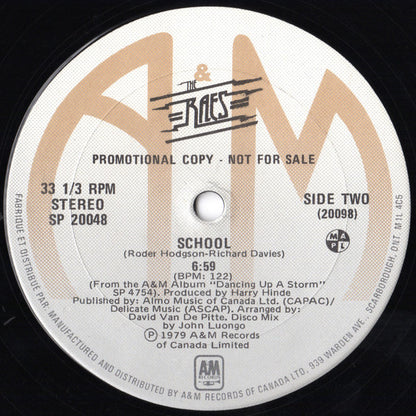 A&M
THE
RAES
PROMOTIONAL COPY - NOT FOR SALE
33 1/3 RPM
STEREO
SP 20048
SIDE TWO
(20098)
MAPL
SCHOOL
(Roder Hodgson-Richard Davies)
6:59
(BPM: 122)
(From the A&M Album "Dancing Up A Storm"
SP 4754). Produced by Harry Hinde
Published by: Almo Music of Canada Ltd. (CAPAC)/
Delicate Music (ASCAP). Arranged by:
David Van De Pitte. Disco Mix
by John Luongo
Ⓟ 1979 A&M RECORDS
of Canada Limited
A&M
RECORDS
FABRIQUE ET DISTRIBUE PAR. MANUFACTURED AND DISTRIBUTED BY A&M RECORDS OF CANADA LTD. - 939 WARDEN AVE., SCARBOROUGH, ONT. M1L 4C5